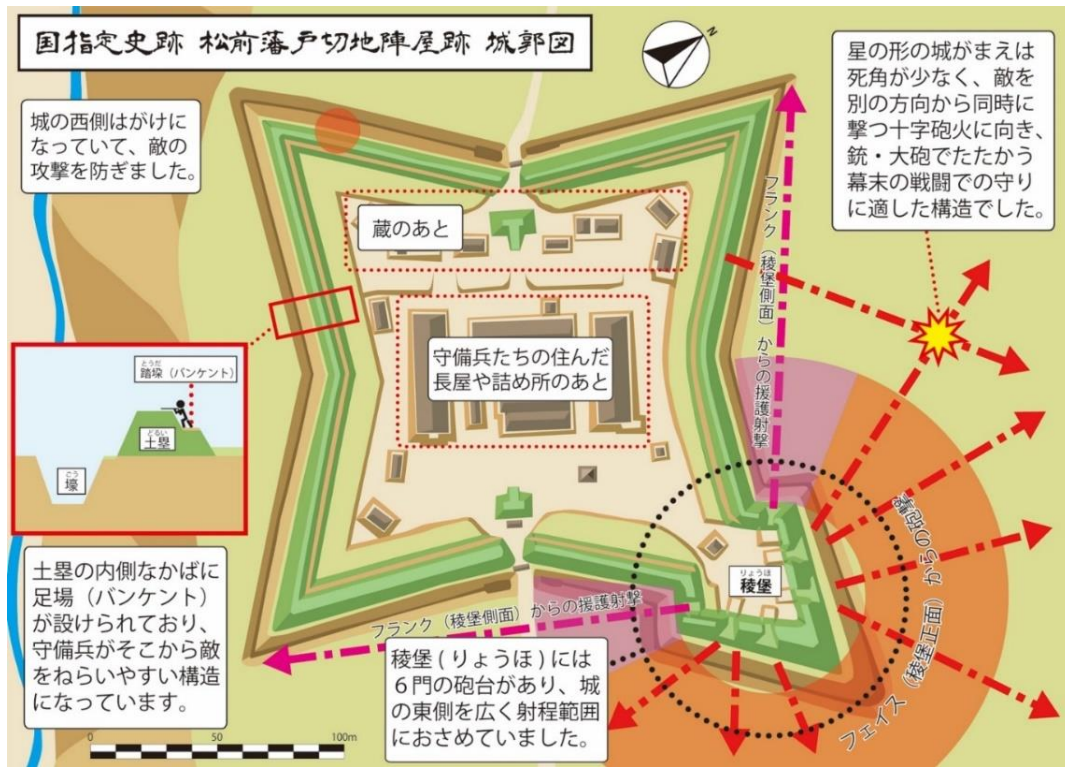 国指定史跡 松前藩戸切地陣屋跡 城郭図
N
城の西側はがけに
なっていて、敵の
攻撃を防ぎました。
星の形の城がまえは
死角が少なく、敵を
別の方向から同時に
撃つ十字砲火に向き、
銃・大砲でたたかう
幕末の戦闘での守り
に適した構造でした。
蔵のあと
守備兵たちの住んだ
長屋や詰め所のあと
フランク（稜堡側面）からの援護射撃
とうだ
踏垜（バンケント）
どるい
土塁
ごう
壕
土塁の内側なかばに
足場（バンケント）
が設けられており、
守備兵がそこから敵
をねらいやすい構造
になっています。
りょうほ
稜堡
フランク（稜堡側面）からの援護射撃
フェイス（稜堡正面）からの砲撃
稜堡(りょうほ)には
６門の砲台があり、城
の東側を広く射程範囲
におさめていました。
0 50 100m